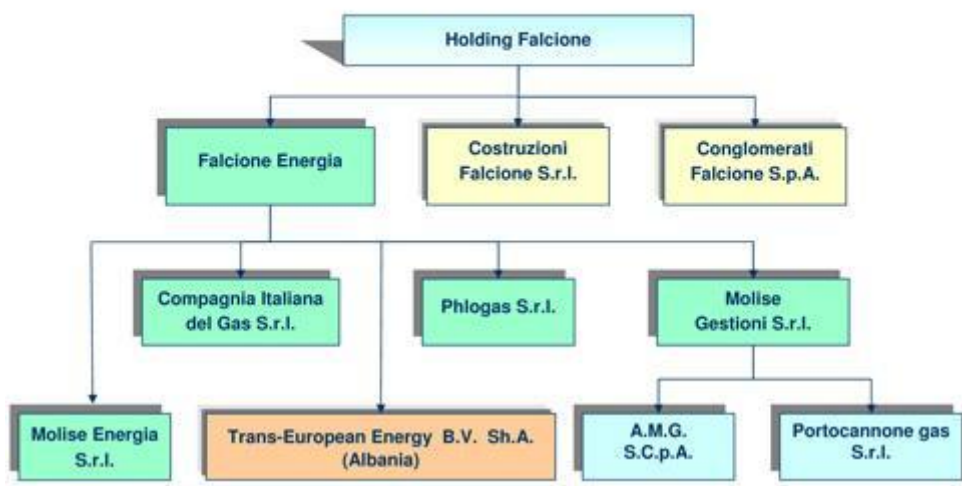 Holding Falcione
Falcione Energia
Costruzioni
Falcione S.r.l.
Conglomerati
Falcione S.p.A.
Compagnia Italiana
del Gas S.r.l.
Phlogas S.r.l.
Molise
Gestioni S.r.l.
Molise Energia
S.r.l.
Trans-European Energy B.V. Sh.A.
(Albania)
A.M.G.
S.C.p.A.
Portocannone gas
S.r.l.